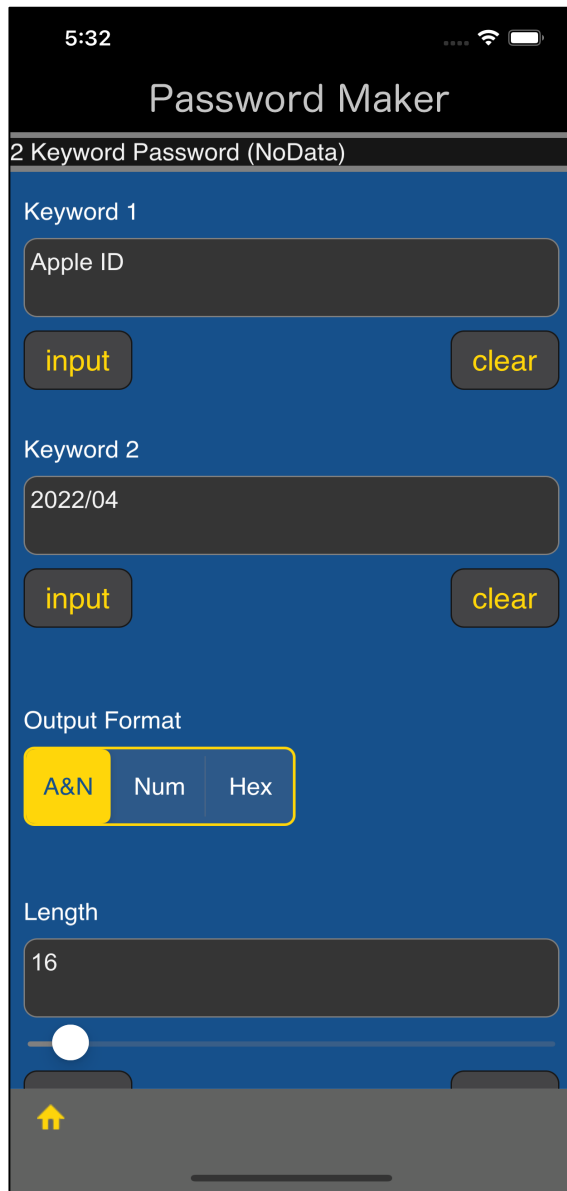 5:32
Password Maker
2 Keyword Password (NoData)
Keyword 1
Apple ID
input clear
Keyword 2
2022/04
input clear
Output Format
A&N Num Hex
Length
16